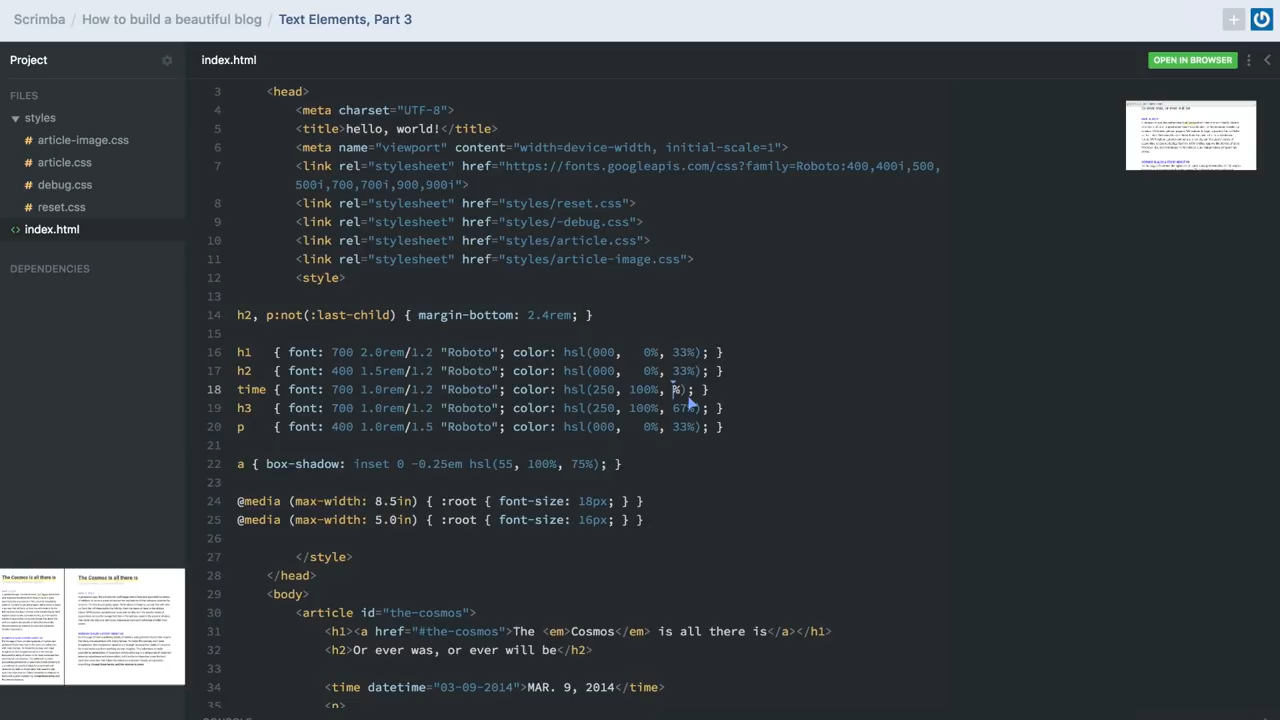 Scrimba / How to build a beautiful blog / Text Elements, Part 3
Project
index.html
OPEN IN BROWSER
FILES
styles
# article-image.css
# article.css
# debug.css
# reset.css
<> index.html
DEPENDENCIES
3 <head>
4 <meta charset="UTF-8">
5 <title>hello, world!</title>
6 <meta name="viewport" content="width=device-width, initial-scale=1">
7 <link rel="stylesheet" href="https://fonts.googleapis.com/css?family=Roboto:400,400i,500,
500i,700,700i,900,900i">
8 <link rel="stylesheet" href="styles/reset.css">
9 <link rel="stylesheet" href="styles/-debug.css">
10 <link rel="stylesheet" href="styles/article.css">
11 <link rel="stylesheet" href="styles/article-image.css">
12 <style>
13
14 h2, p:not(:last-child) { margin-bottom: 2.4rem; }
15
16 h1 { font: 700 2.0rem/1.2 "Roboto"; color: hsl(000, 0%, 33%); }
17 h2 { font: 400 1.5rem/1.2 "Roboto"; color: hsl(000, 0%, 33%); }
18 time { font: 700 1.0rem/1.2 "Roboto"; color: hsl(250, 100%, %); }
19 h3 { font: 700 1.0rem/1.2 "Roboto"; color: hsl(250, 100%, 67%); }
20 p { font: 400 1.0rem/1.5 "Roboto"; color: hsl(000, 0%, 33%); }
21
22 a { box-shadow: inset 0 -0.25em hsl(55, 100%, 75%); }
23
24 @media (max-width: 8.5in) { :root { font-size: 18px; } }
25 @media (max-width: 5.0in) { :root { font-size: 16px; } }
26
27 </style>
28 </head>
29 <body>
30 <article id="the-cosmos">
31 <h1><a href="#the-cosmos">The <em>Cosmos</em> is all there is
32 <h2>or ever was, or ever will be
33
34 <time datetime="03-09-2014">MAR. 9, 2014</time>
35 <p>
The Cosmos is all there is
The Cosmos is all there is